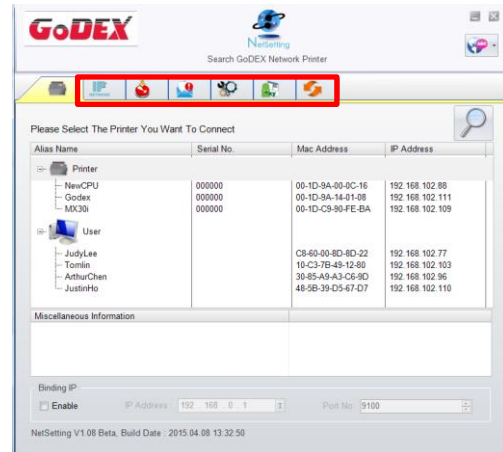 GoDEX
NetSetting
Search GoDEX Network Printer
IP
Please Select The Printer You Want To Connect
Alias Name Serial No. Mac Address IP Address
Printer
NewCPU 000000 00-1D-9A-00-0C-16 192.168.102.88
Godex 000000 00-1D-9A-14-01-08 192.168.102.111
MX30i 000000 00-1D-C9-90-FE-BA 192.168.102.109
User
JudyLee C8-60-00-8D-8D-22 192.168.102.77
Tomlin 10-C3-7B-49-12-80 192.168.102.103
ArthurChen 30-85-A9-A3-C6-9D 192.168.102.96
JustinHo 48-5B-39-D5-67-D7 192.168.102.110
Miscellaneous Information
Binding IP
Enable IP Address : 192 . 168 . 0 . 1 Port No: 9100
NetSetting V1.08 Beta, Build Date : 2015.04.08 13:32:50